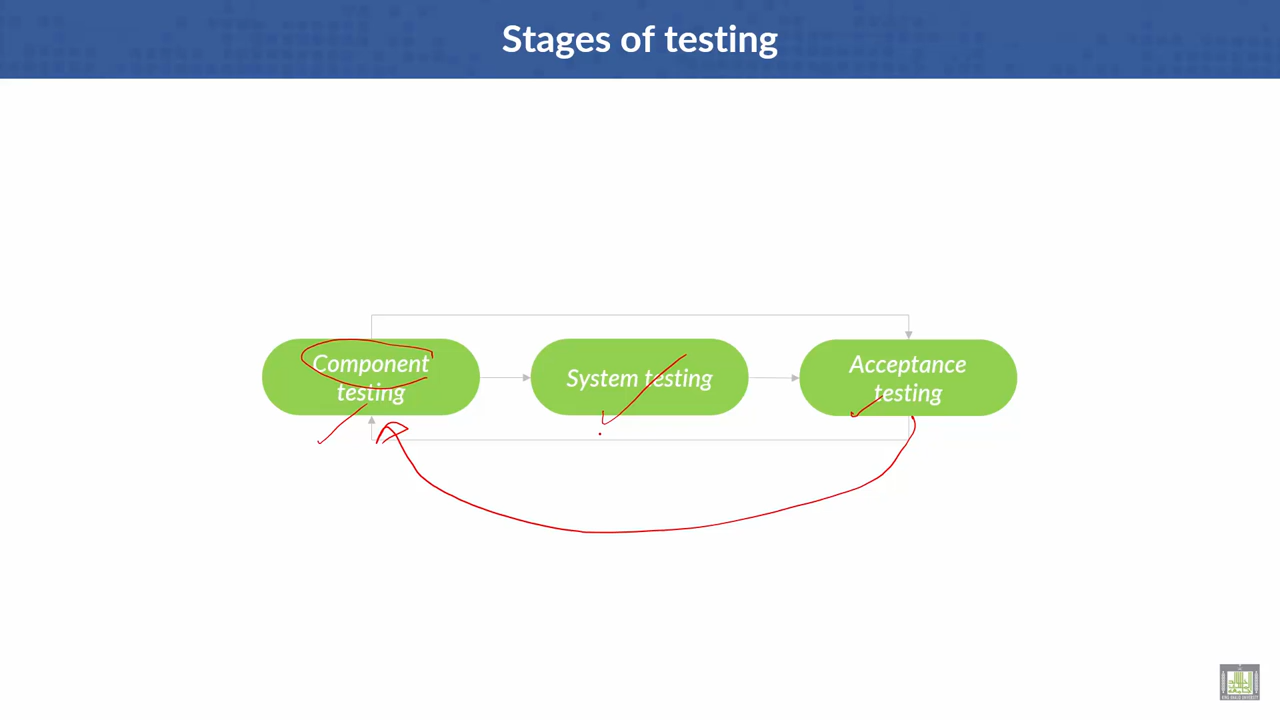 Stages of testing
Component
testing
System testing
Acceptance
testing